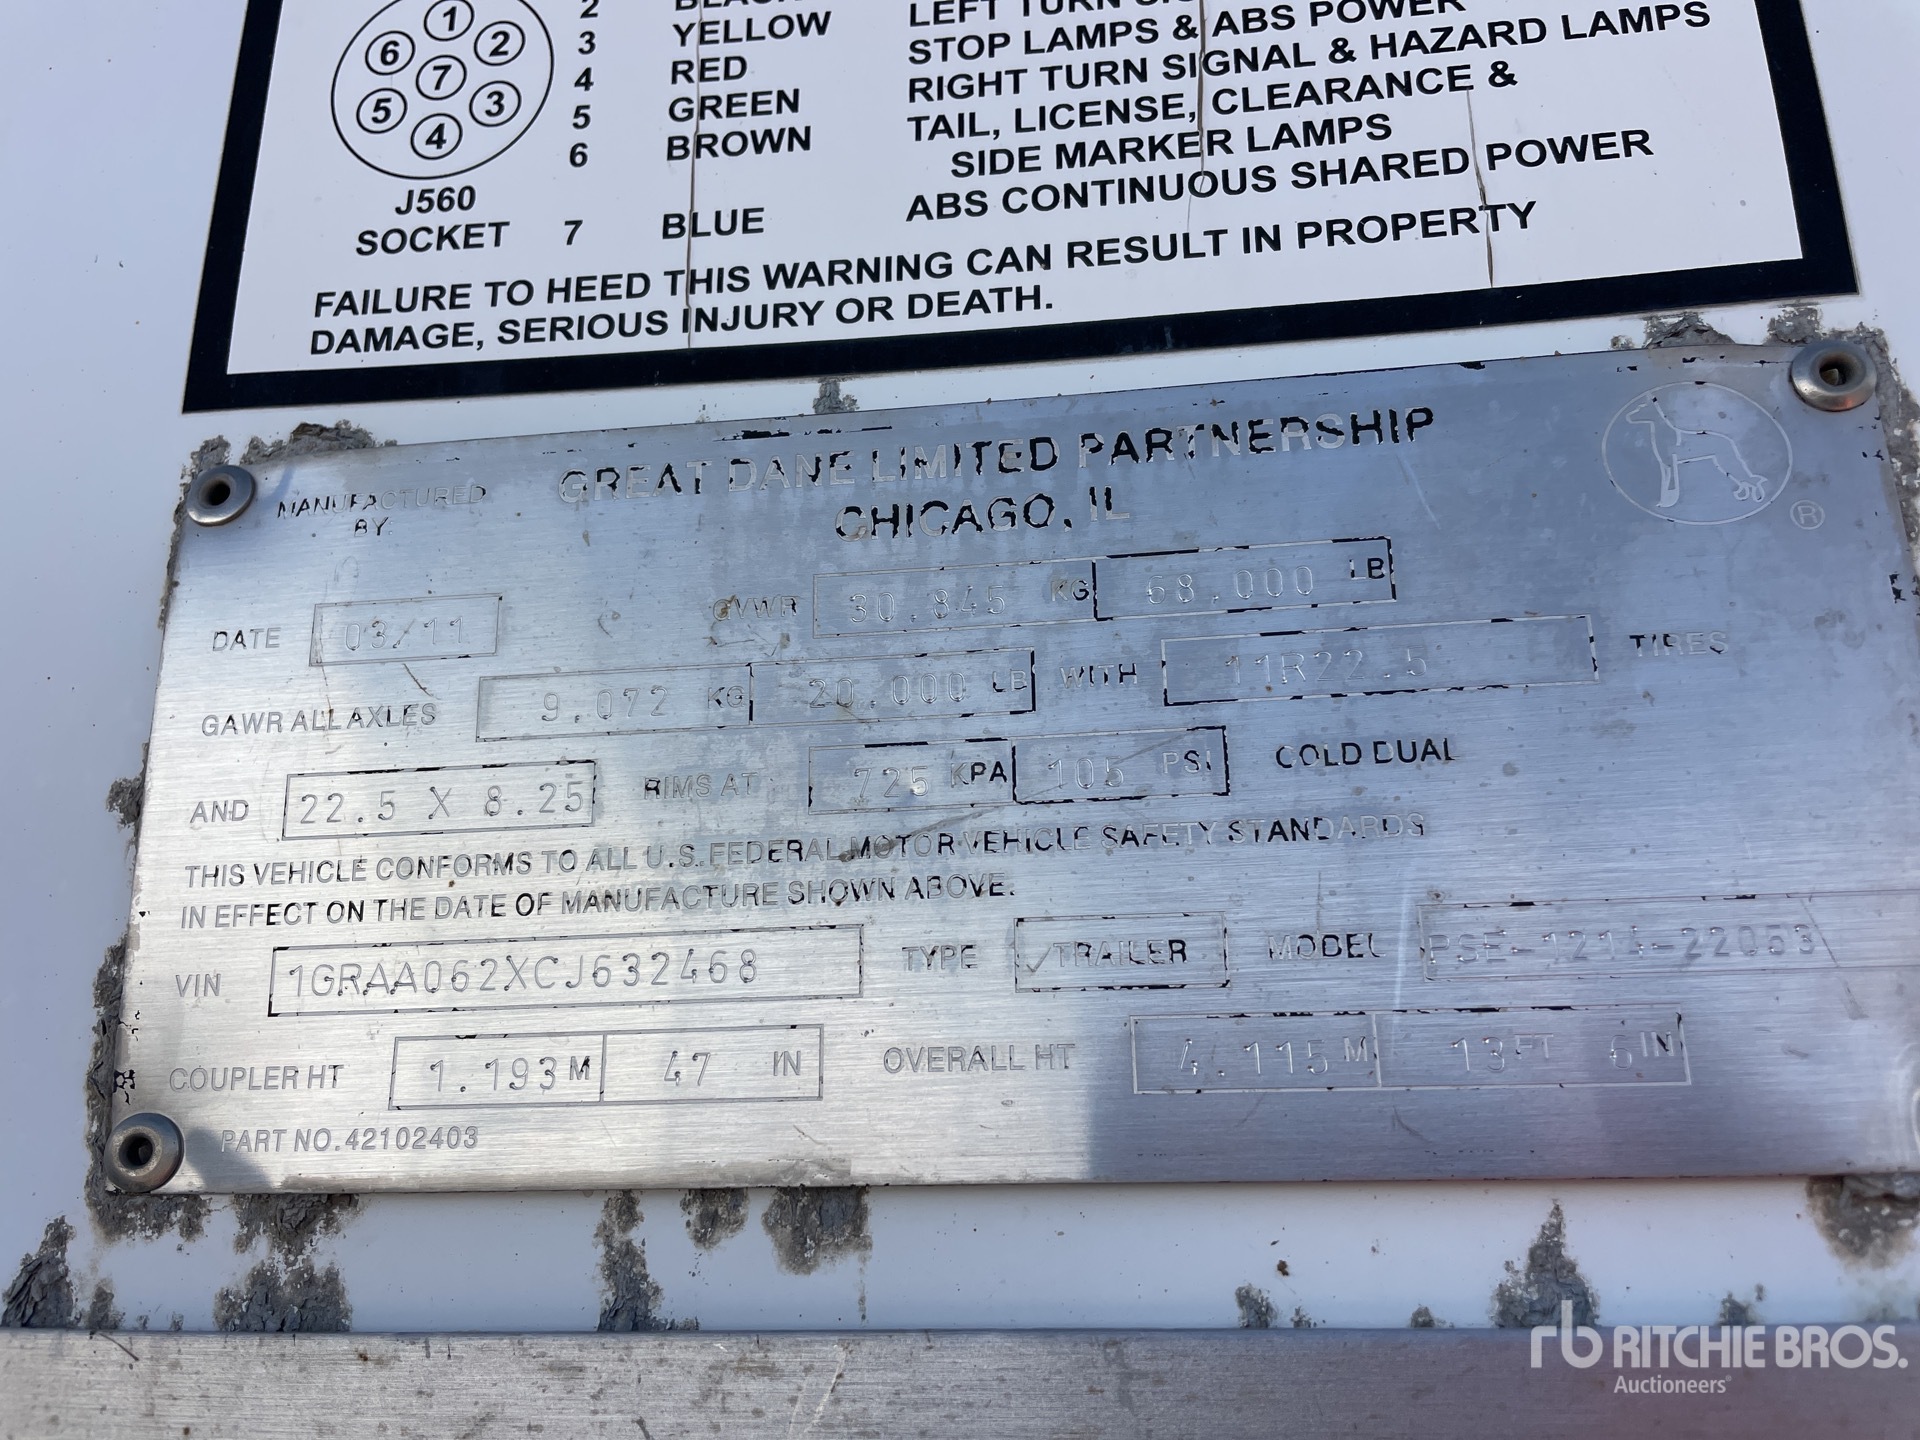 1
2
3
4
5
6
7
J560
SOCKET
2
3 YELLOW LEFT TURN
4 RED STOP LAMPS & ABS POWER
5 GREEN RIGHT TURN SIGNAL & HAZARD LAMPS
6 BROWN TAIL, LICENSE, CLEARANCE &
SIDE MARKER LAMPS
7 BLUE ABS CONTINUOUS SHARED POWER
FAILURE TO HEED THIS WARNING CAN RESULT IN PROPERTY
DAMAGE, SERIOUS INJURY OR DEATH.
MANUFACTURED BY GREAT DANE LIMITED PARTNERSHIP
CHICAGO, IL
®
DATE 03/11 GVWR 30.845 KG 68.000 LB
GAWR ALL AXLES 9.072 KG 20.000 LB WITH 11R22.5 TIRES
AND 22.5 X 8.25 RIMS AT 725 KPA 105 PSI COLD DUAL
THIS VEHICLE CONFORMS TO ALL U.S. FEDERAL MOTOR VEHICLE SAFETY STANDARDS
IN EFFECT ON THE DATE OF MANUFACTURE SHOWN ABOVE.
VIN 1GRAA062XCJ632468 TYPE ✓TRAILER MODEL PSE-1214-22053
COUPLER HT 1.193 M 47 IN OVERALL HT 4.115 M 13 FT 6 IN
PART NO. 42102403
rb RITCHIE BROS.
Auctioneers